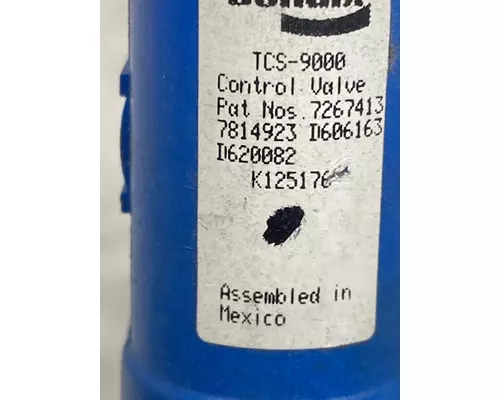 TCS-9000
Control Valve
Pat Nos.7267413
7814923 D606163
D620082
K125176
Assembled in
Mexico